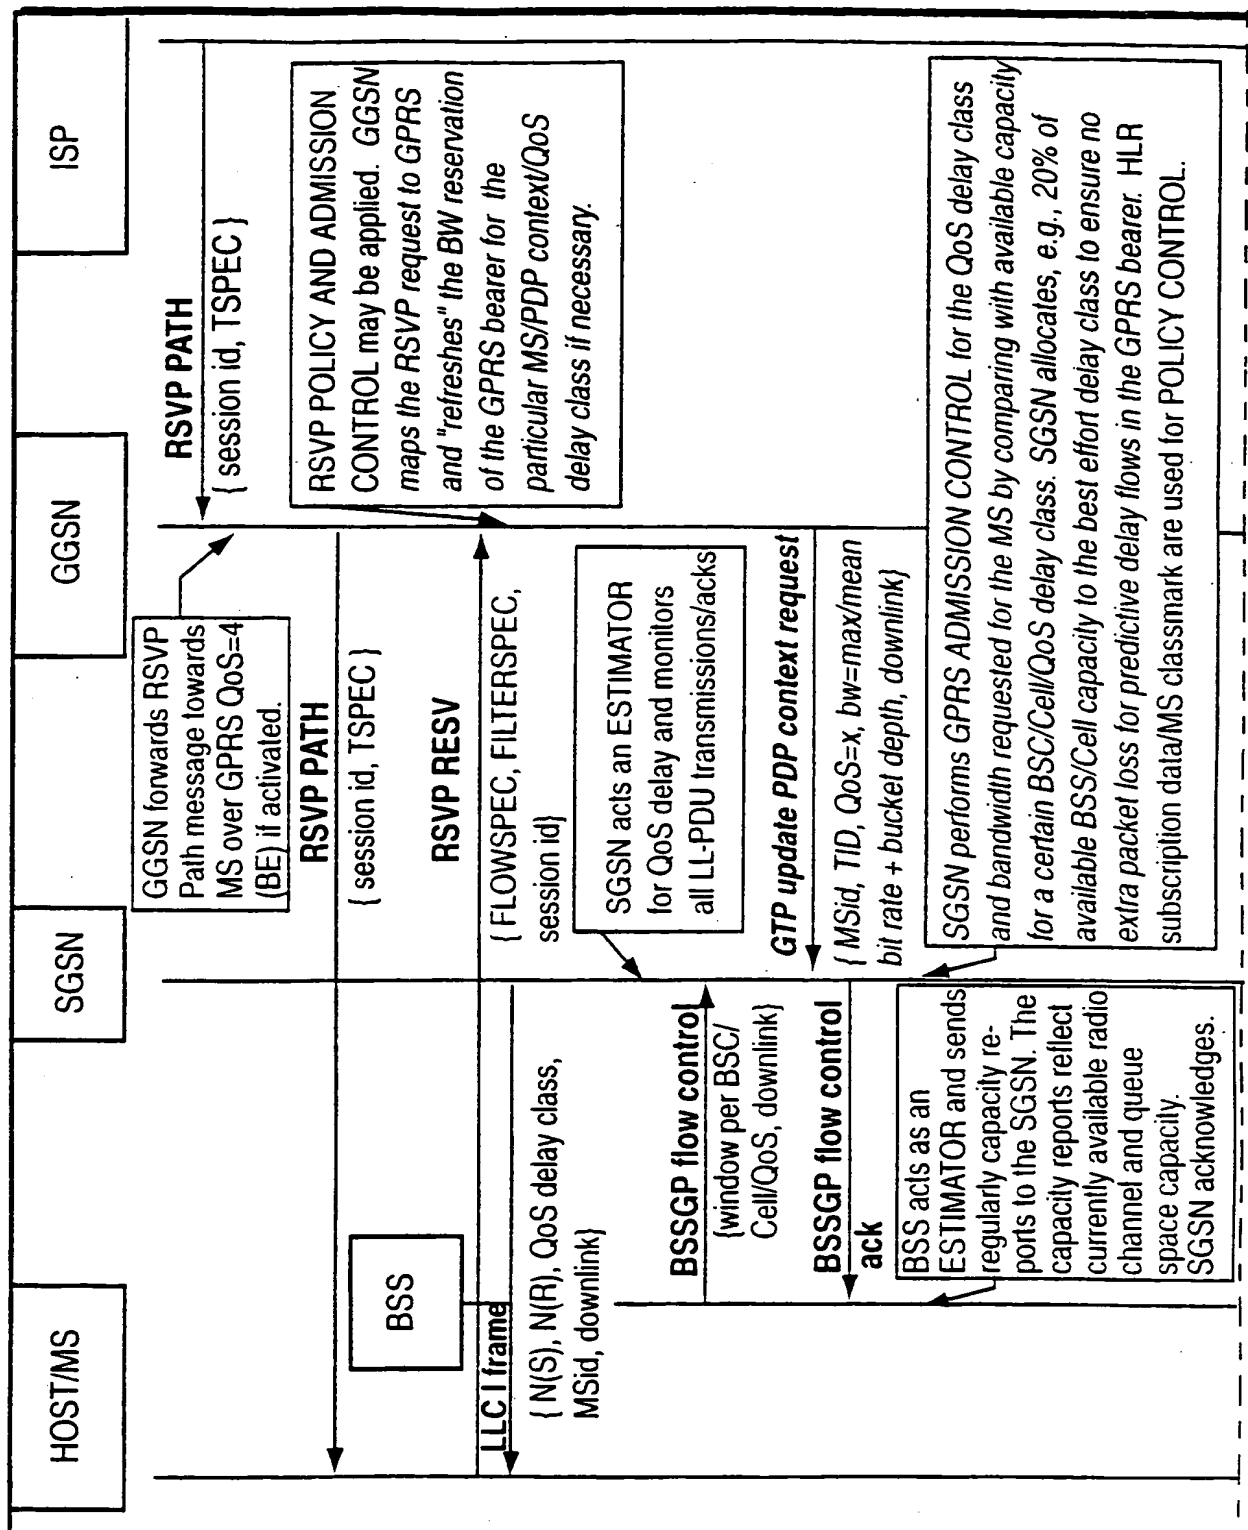 HOST/MS
SGSN
GGSN
ISP
RSVP PATH
{ session id, TSPEC }
GGSN forwards RSVP
Path message towards
MS over GPRS QoS=4
(BE) if activated.
RSVP POLICY AND ADMISSION
CONTROL may be applied. GGSN
maps the RSVP request to GPRS
and "refreshes" the BW reservation
of the GPRS bearer for the
particular MS/PDP context/QoS
delay class if necessary.
RSVP PATH
{ session id, TSPEC }
BSS
RSVP RESV
{ FLOWSPEC, FILTERSPEC,
session id}
LLC I frame
{ N(S), N(R), QoS delay class,
MSid, downlink}
SGSN acts an ESTIMATOR
for QoS delay and monitors
all LL-PDU transmissions/acks
BSSGP flow control
{window per BSC/
Cell/QoS, downlink}
GTP update PDP context request
{ MSid, TID, QoS=x, bw=max/mean
bit rate + bucket depth, downlink}
BSSGP flow control
ack
BSS acts as an
ESTIMATOR and sends
regularly capacity re-
ports to the SGSN. The
capacity reports reflect
currently available radio
channel and queue
space capacity.
SGSN acknowledges.
SGSN performs GPRS ADMISSION CONTROL for the QoS delay class
and bandwidth requested for the MS by comparing with available capacity
for a certain BSC/Cell/QoS delay class. SGSN allocates, e.g., 20% of
available BSS/Cell capacity to the best effort delay class to ensure no
extra packet loss for predictive delay flows in the GPRS bearer. HLR
subscription data/MS classmark are used for POLICY CONTROL.